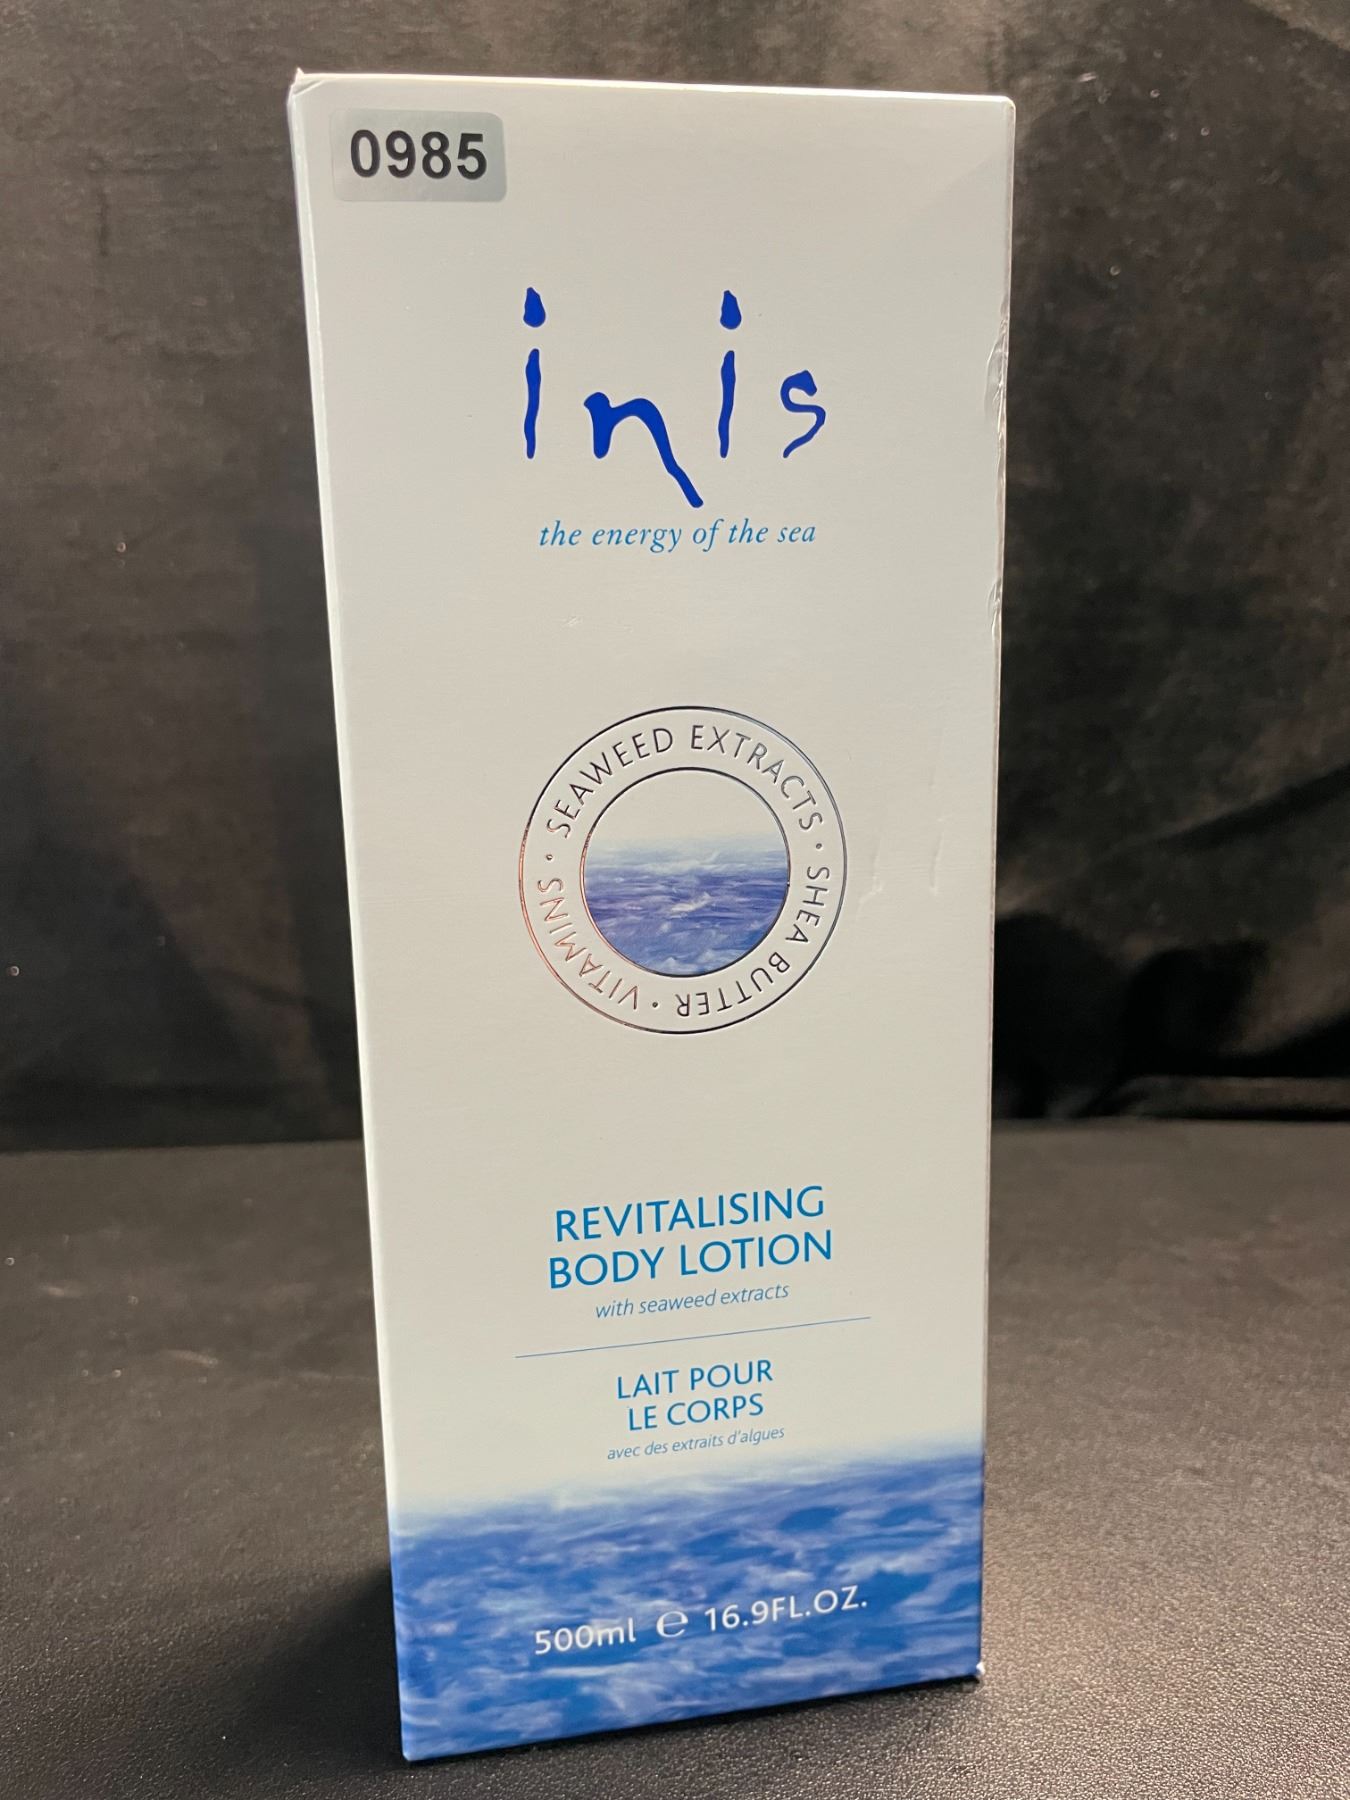 0985
inis
the energy of the sea
SEAWEED EXTRACTS · SHEA BUTTER · VITAMINS ·
REVITALISING
BODY LOTION
with seaweed extracts
LAIT POUR
LE CORPS
avec des extraits d'algues
500ml ℮ 16.9FL.OZ.